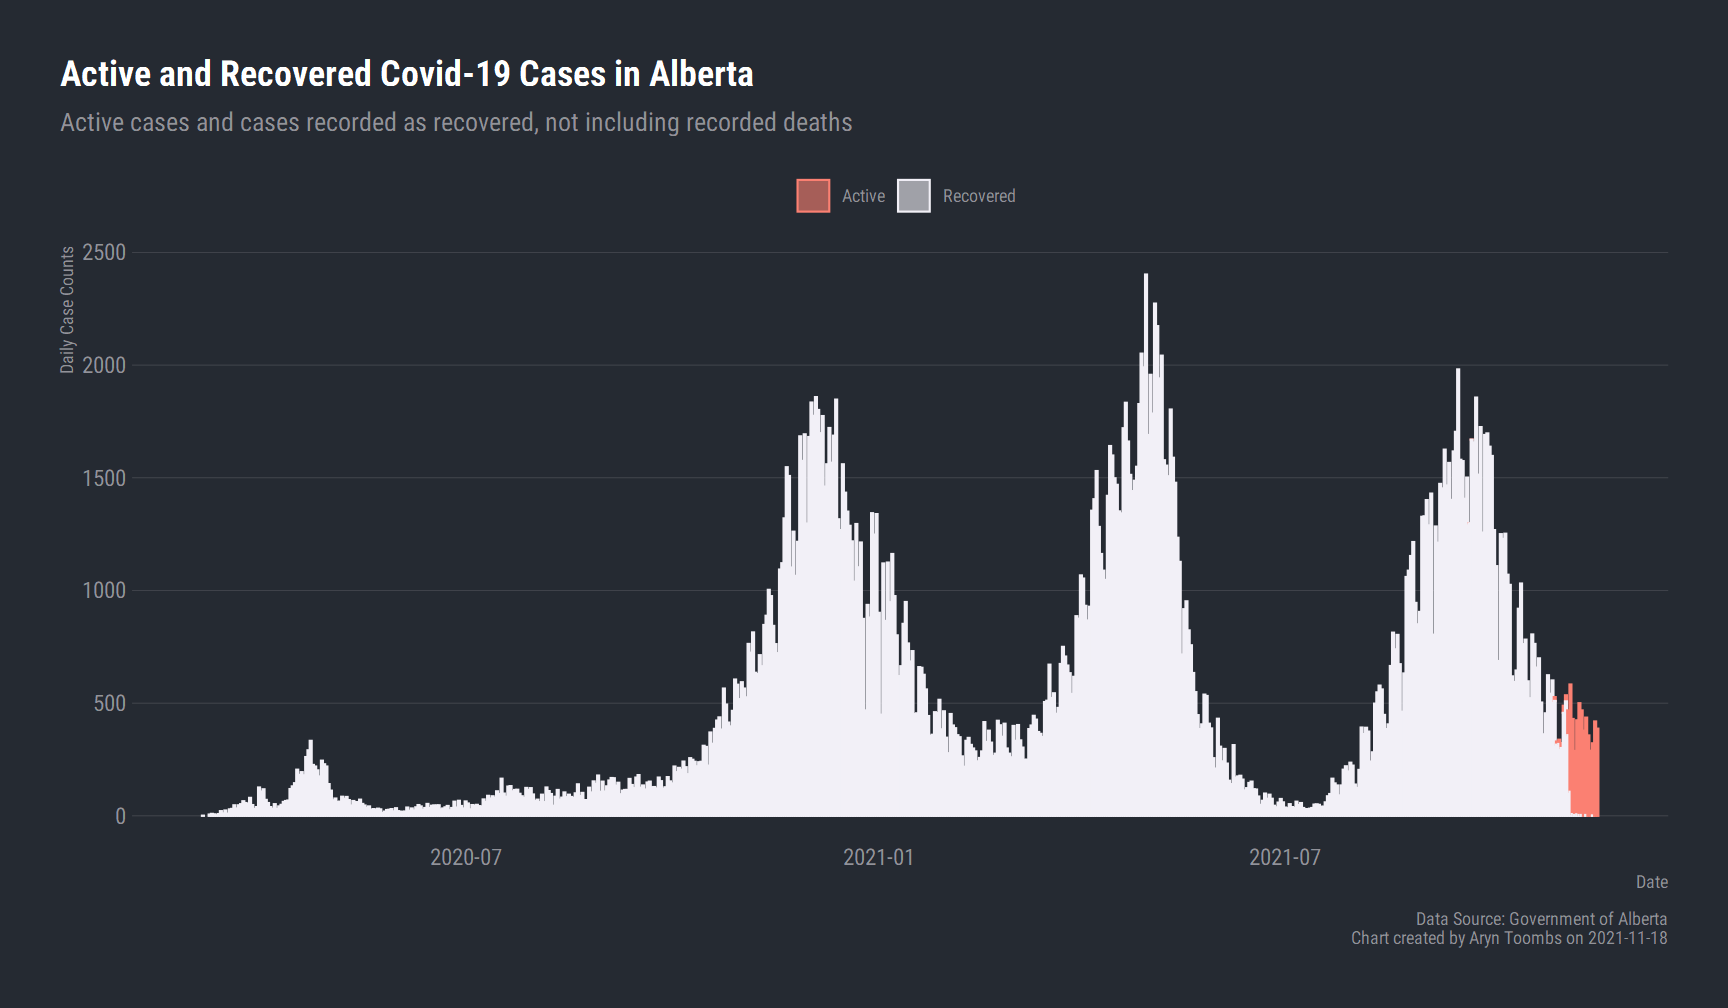 Active and Recovered Covid-19 Cases in Alberta
Active cases and cases recorded as recovered, not including recorded deaths
Active
Recovered
Daily Case Counts
2500
2000
1500
1000
500
0
2020-07
2021-01
2021-07
Date
Data Source: Government of Alberta
Chart created by Aryn Toombs on 2021-11-18